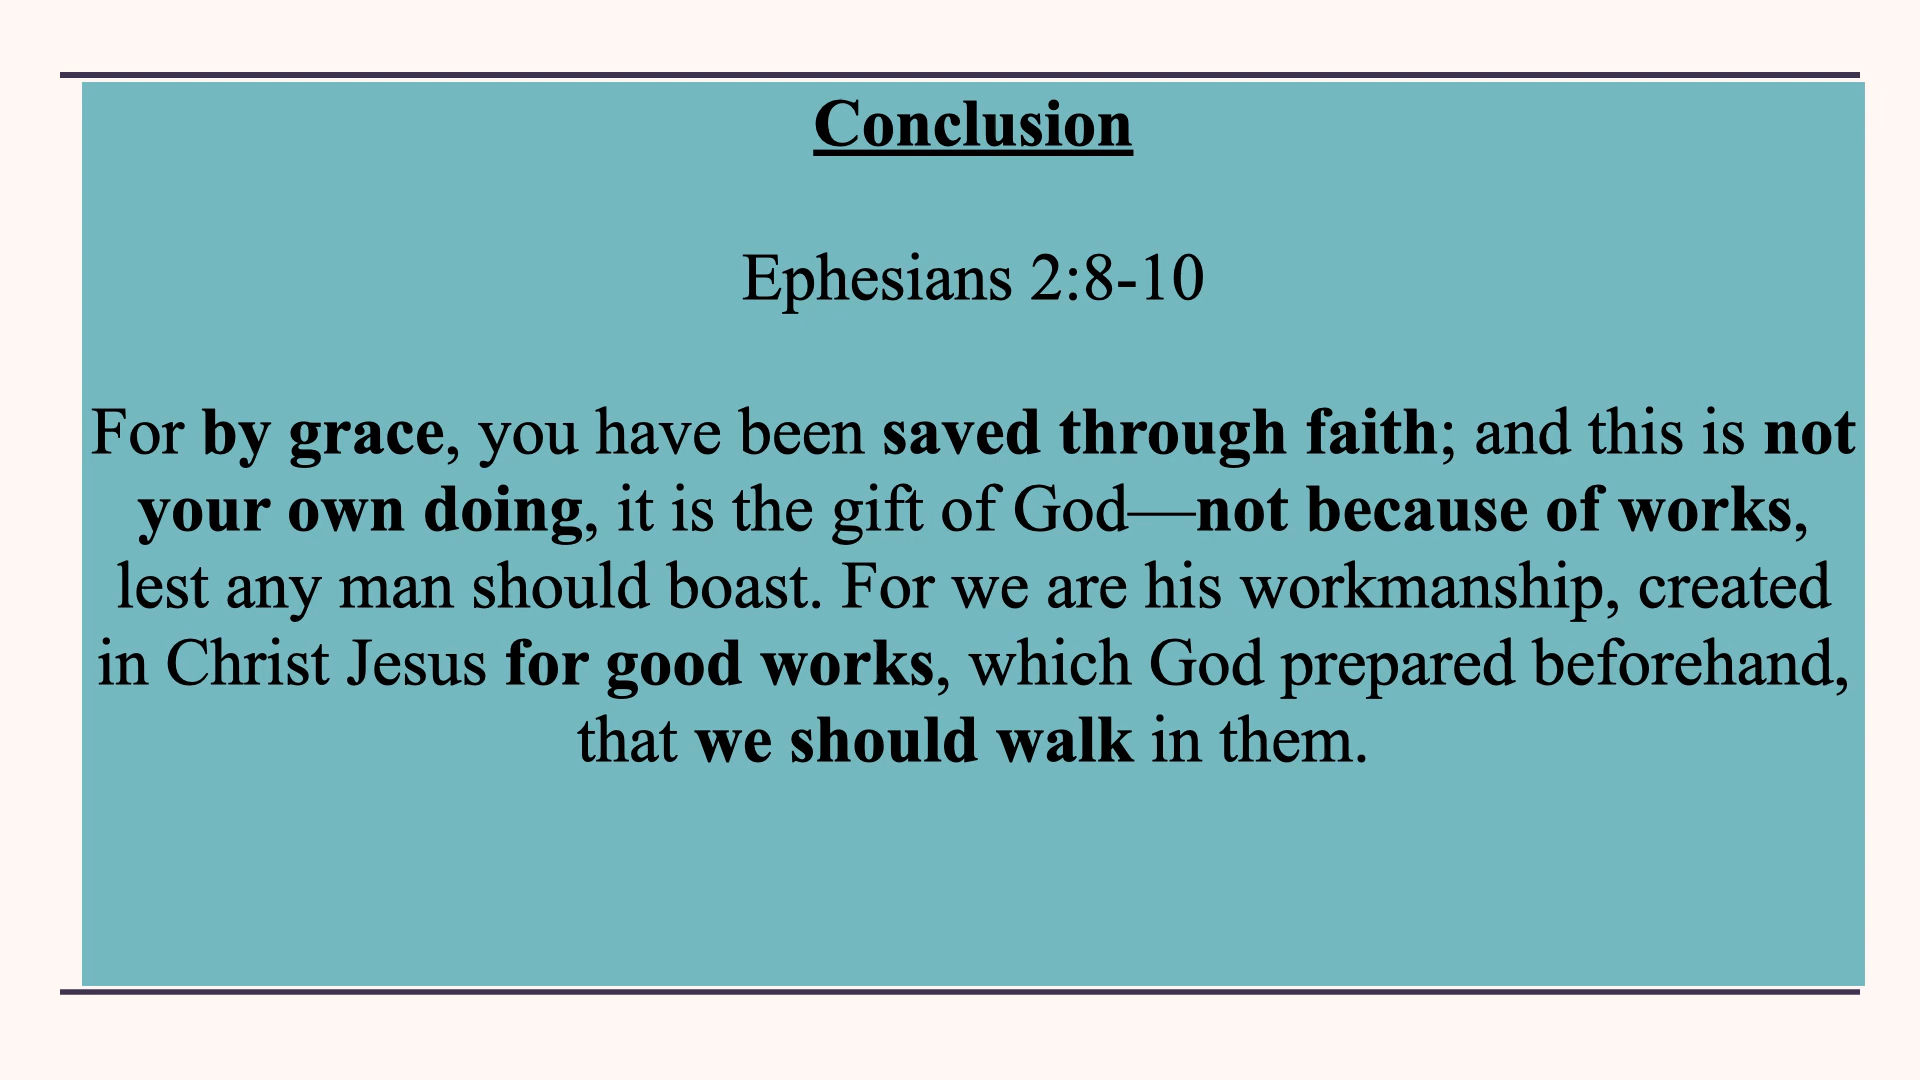 Conclusion
Ephesians 2:8-10
For by grace, you have been saved through faith; and this is not
your own doing, it is the gift of God—not because of works,
lest any man should boast. For we are his workmanship, created
in Christ Jesus for good works, which God prepared beforehand,
that we should walk in them.